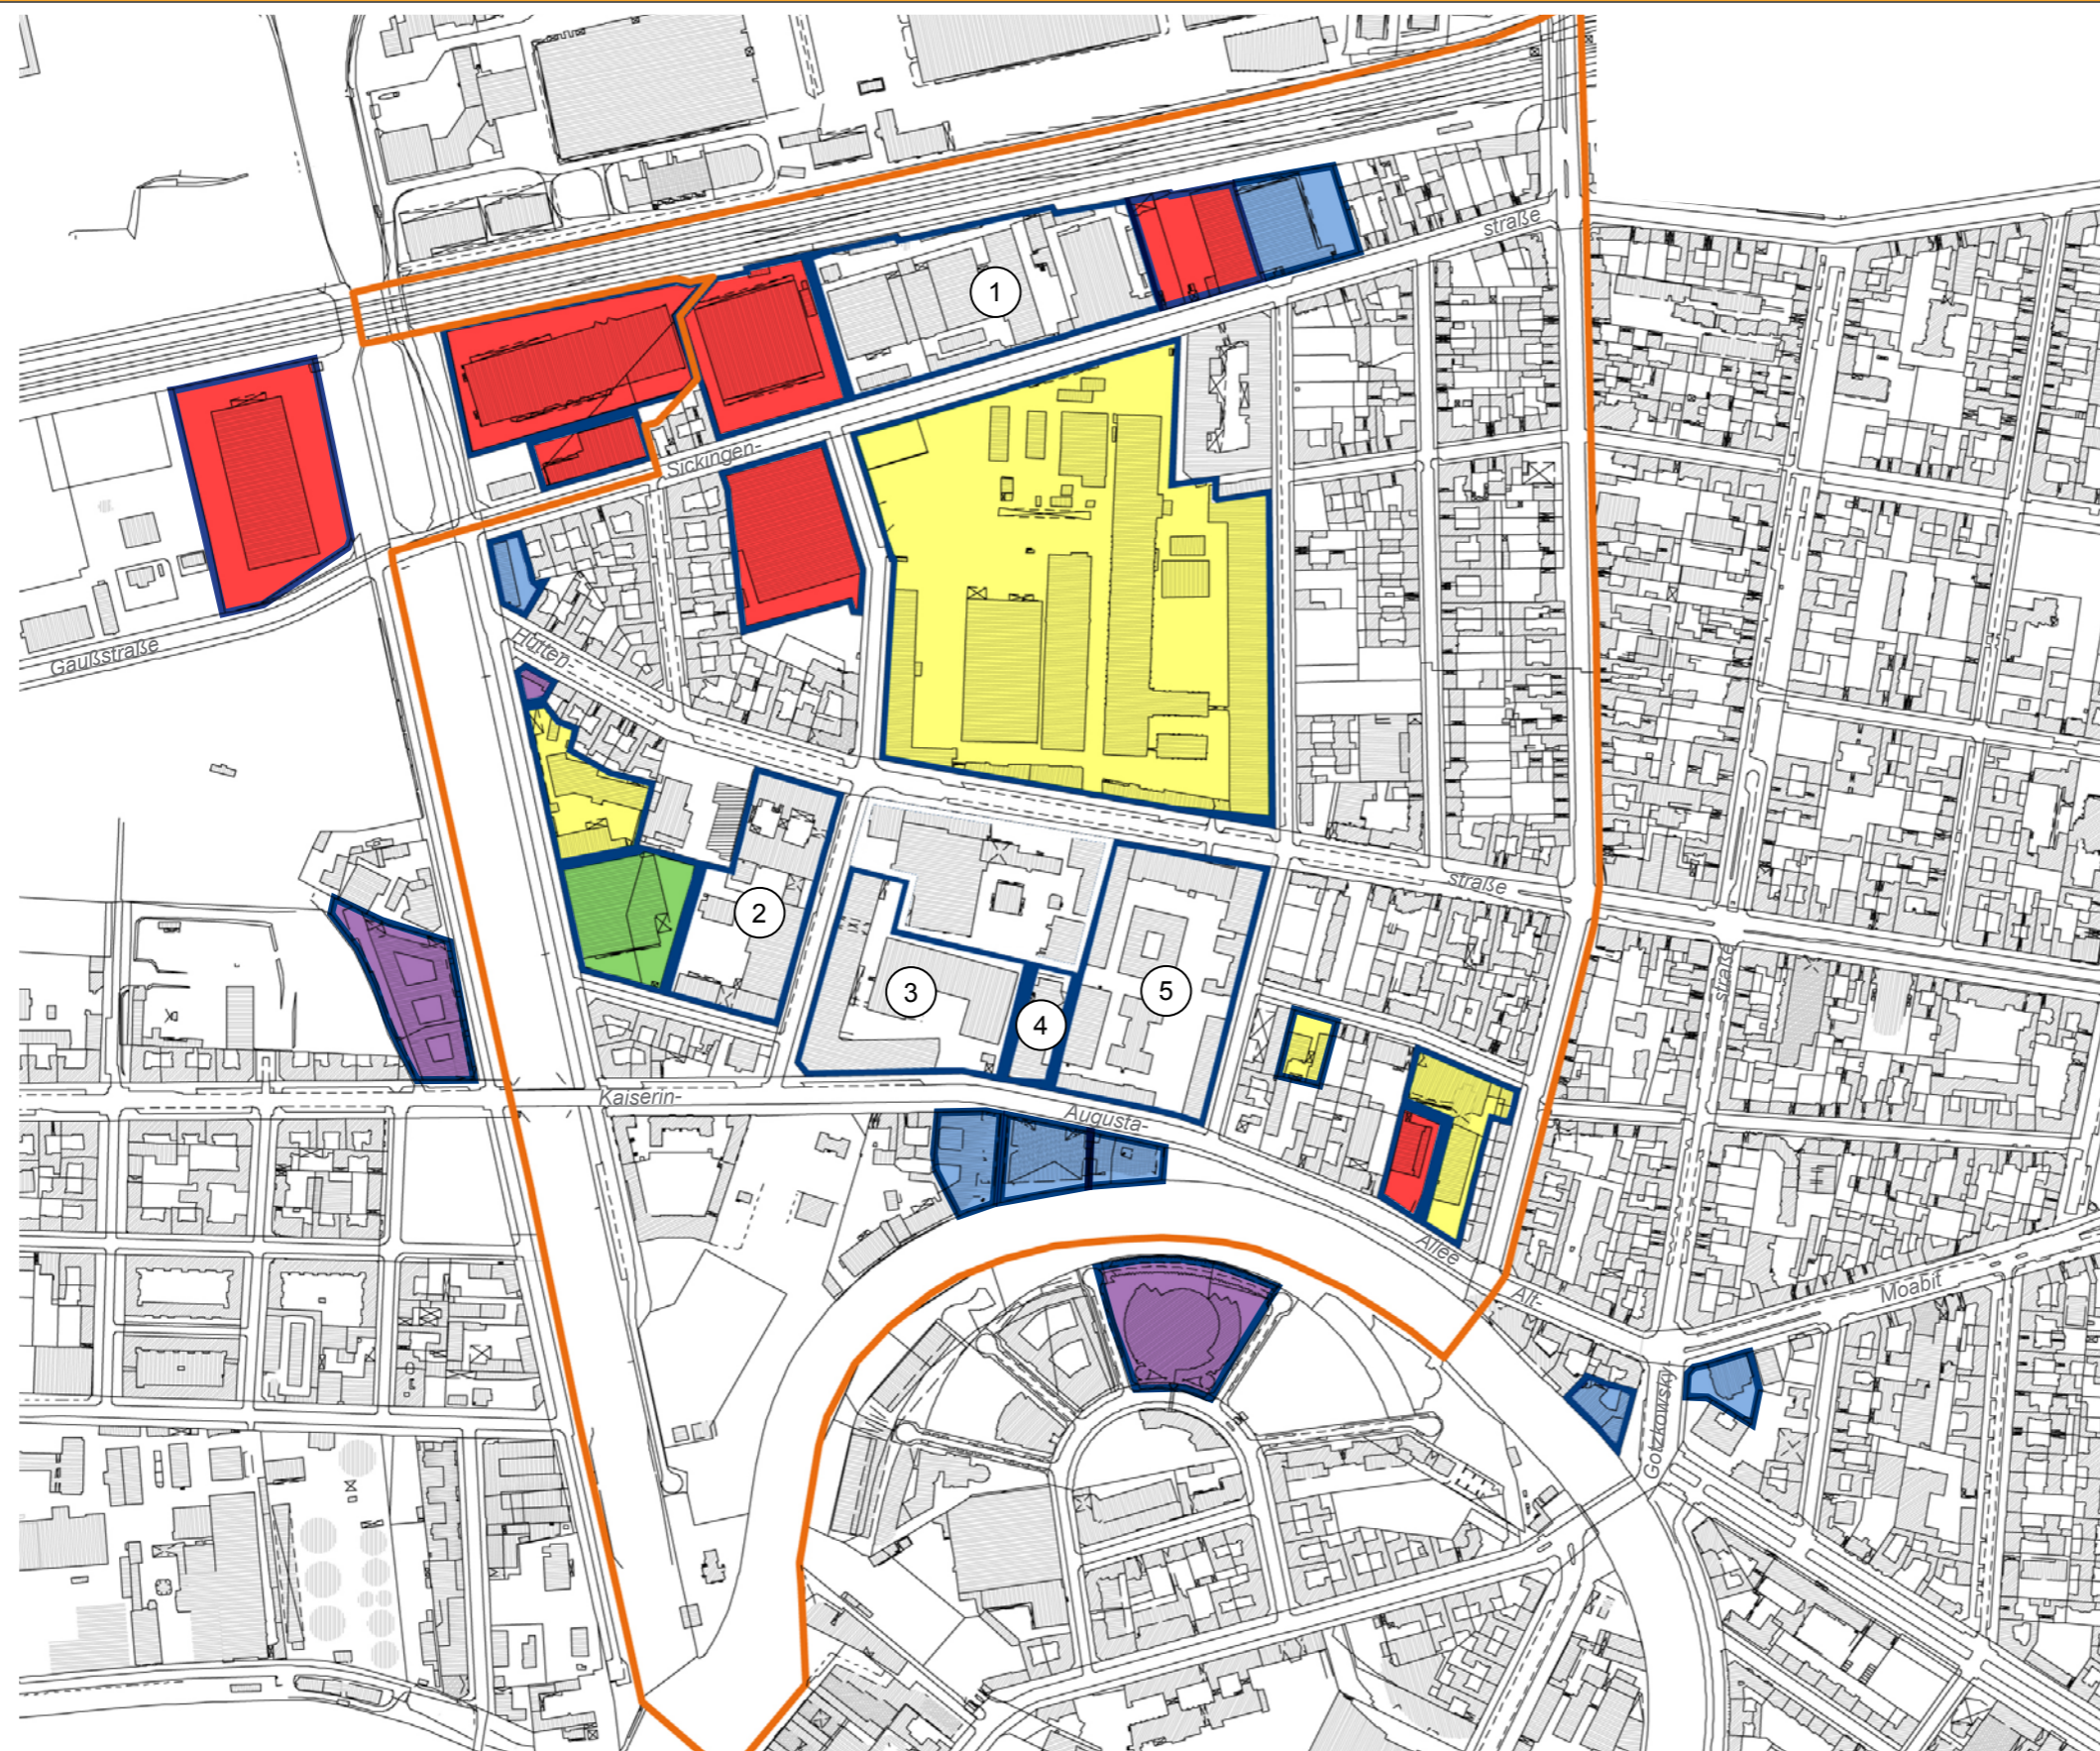 straße
1
Sickingen-
Gaußstraße
Hütten-
straße
2
straße
3
5
4
Kaiserin-
Augusta-
Allee
Alt-
Moabit
Gotzkowsky